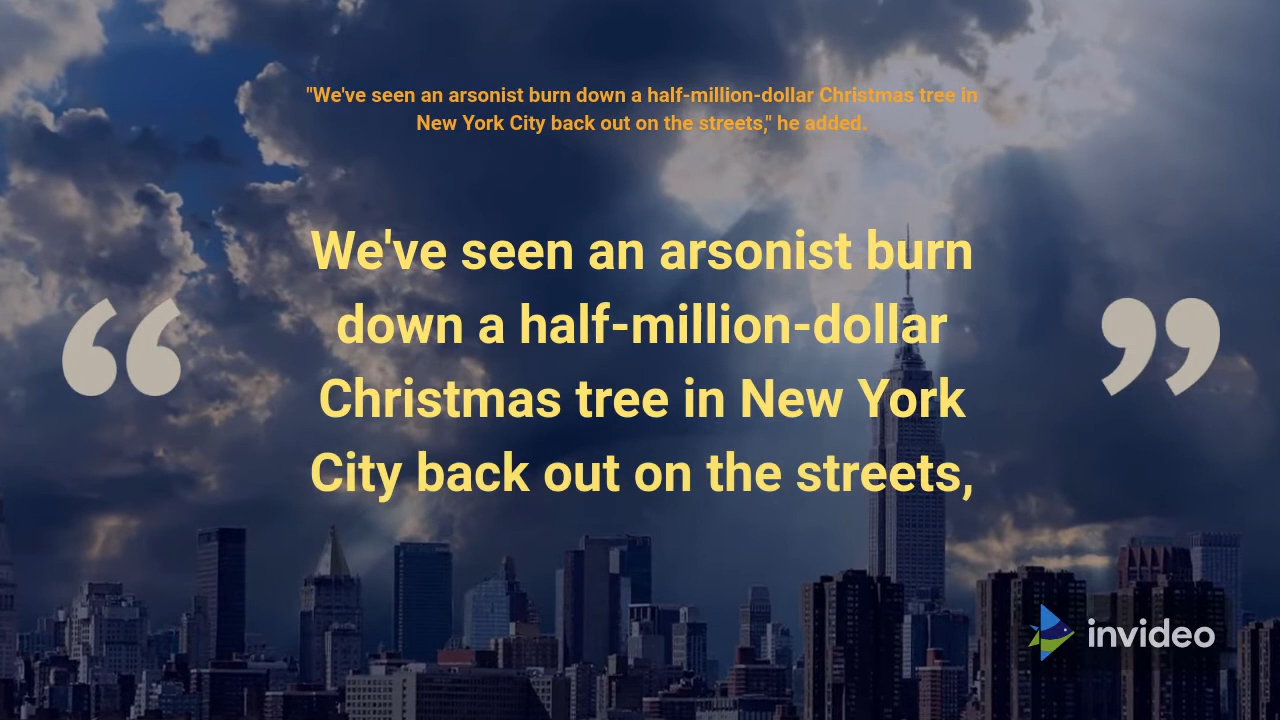 "We've seen an arsonist burn down a half-million-dollar Christmas tree in
New York City back out on the streets," he added.
We've seen an arsonist burn
down a half-million-dollar
Christmas tree in New York
City back out on the streets,
“ ”
invideo